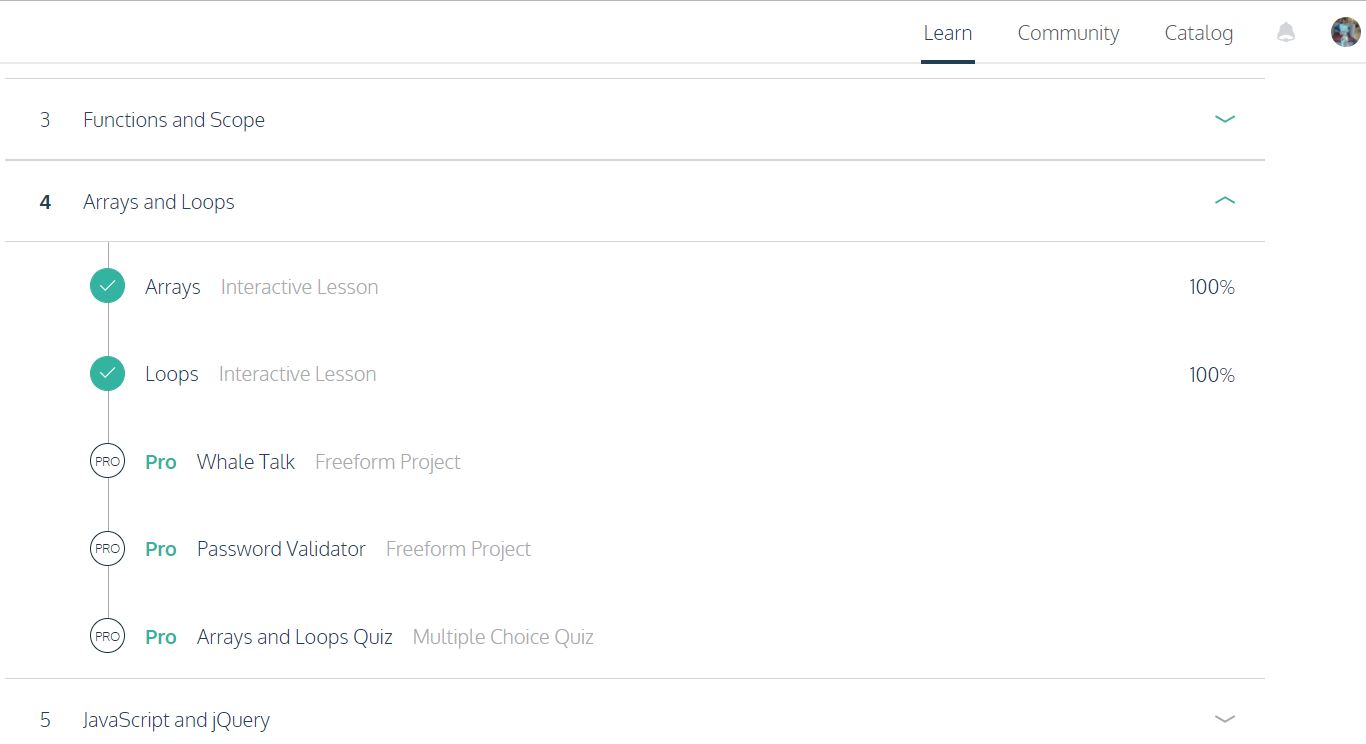 Learn Community Catalog
3 Functions and Scope
4 Arrays and Loops
Arrays Interactive Lesson 100%
Loops Interactive Lesson 100%
PRO Pro Whale Talk Freeform Project
PRO Pro Password Validator Freeform Project
PRO Pro Arrays and Loops Quiz Multiple Choice Quiz
5 JavaScript and jQuery